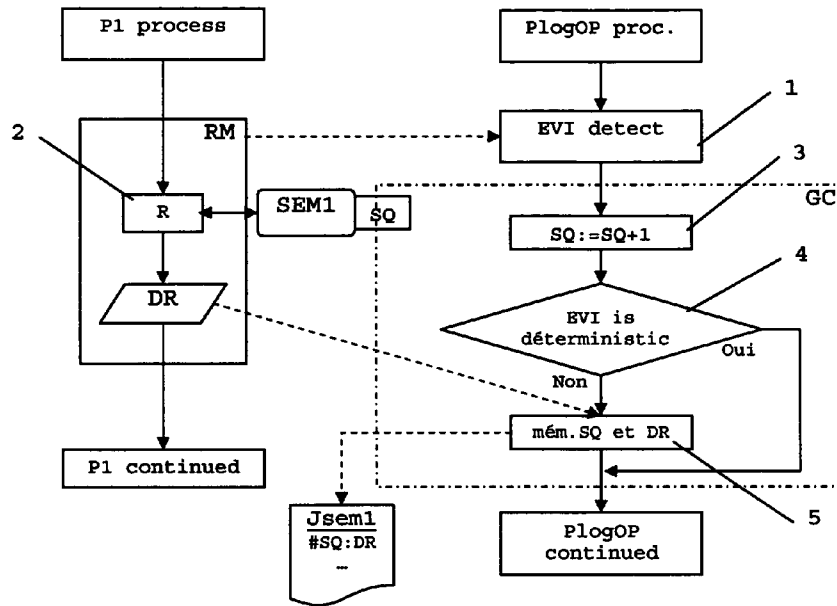 P1 process
PlogOP proc.
1
2
RM
EVI detect
3
R
SEM1
SQ
GC
SQ:=SQ+1
4
DR
EVI is
déterministic
Oui
Non
mém.SQ et DR
P1 continued
5
Jsem1
#SQ:DR
…
PlogOP
continued